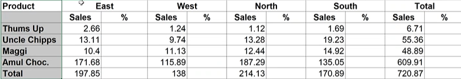 Product East West North South Total
Sales % Sales % Sales % Sales % Sales %
Thums Up 2.66 1.24 1.12 1.69 6.71
Uncle Chipps 13.11 9.74 13.28 19.23 55.36
Maggi 10.4 11.13 12.44 14.92 48.89
Amul Choc. 171.68 115.89 187.29 135.05 609.91
Total 197.85 138 214.13 170.89 720.87